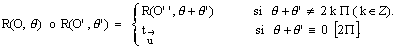 R(O, θ) o R(O', θ') = { R(O'', θ + θ') si θ + θ' ≠ 2 k Π ( k ∈ Z).
t→u si θ + θ' ≡ 0 [2Π].